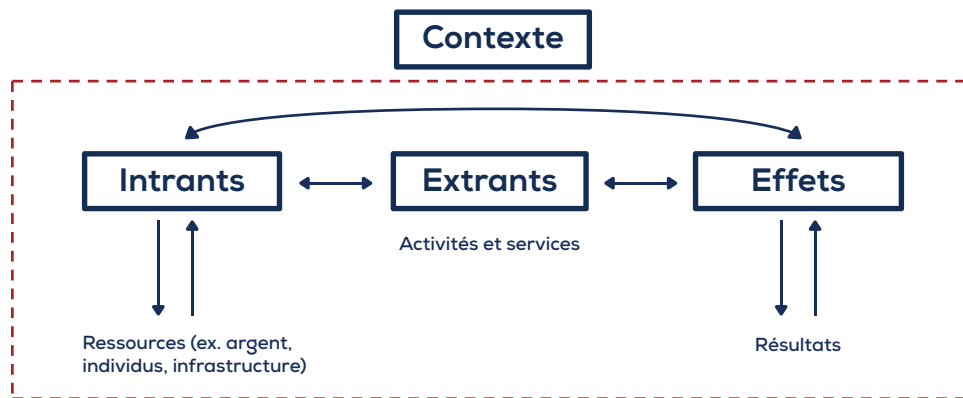 Contexte
Intrants
Extrants
Effets
Activités et services
Ressources (ex. argent,
individus, infrastructure)
Résultats